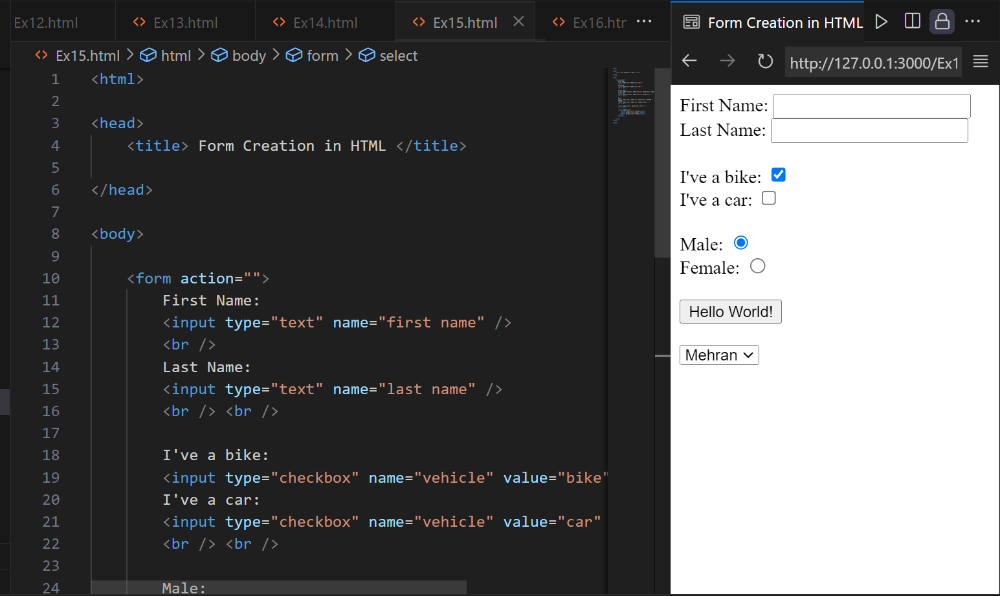 Ex12.html
Ex13.html
Ex14.html
Ex15.html
Ex16.htr
Ex15.html > html > body > form > select
1 <html>
2
3 <head>
4 <title> Form Creation in HTML </title>
5
6 </head>
7
8 <body>
9
10 <form action="">
11 First Name:
12 <input type="text" name="first name" />
13 <br />
14 Last Name:
15 <input type="text" name="last name" />
16 <br /> <br />
17
18 I've a bike:
19 <input type="checkbox" name="vehicle" value="bike"
20 I've a car:
21 <input type="checkbox" name="vehicle" value="car"
22 <br /> <br />
23
24 Male:
Form Creation in HTML
http://127.0.0.1:3000/Ex1
First Name:
Last Name:
I've a bike:
I've a car:
Male:
Female:
Hello World!
Mehran